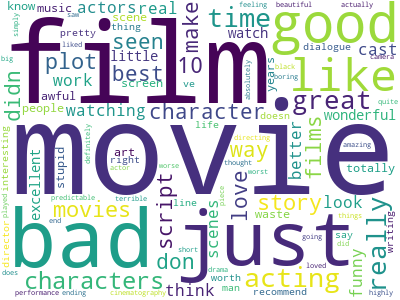 know music actors real
saw
pretty scene
liked thing
plot seen
little
work best
awful screen
people ve
didn watching
film
time
make
watch
10
character
absolutely
years
feeling beautiful actually
simply
good
camera
dialogue
like
cast
big
black
boring
quite
great
doesn
wonderful
interesting
excellent
stupid
definitely
movie
art life way
right
actor worse
thought
directing
worst
piece
better
films
amazing
totally
played
predictable
terrible
script
love
story look
movies line
waste
director
end
bad
just
scenes
short
going loved
say things
did
funny
really
writing
does
characters don
drama worth
think man
acting
recommend
highly
performance ending cinematography